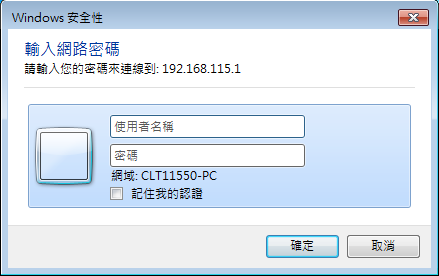 Windows 安全性
輸入網路密碼
請輸入您的密碼來連線到: 192.168.115.1
使用者名稱
密碼
網域: CLT11550-PC
記住我的認證
確定
取消